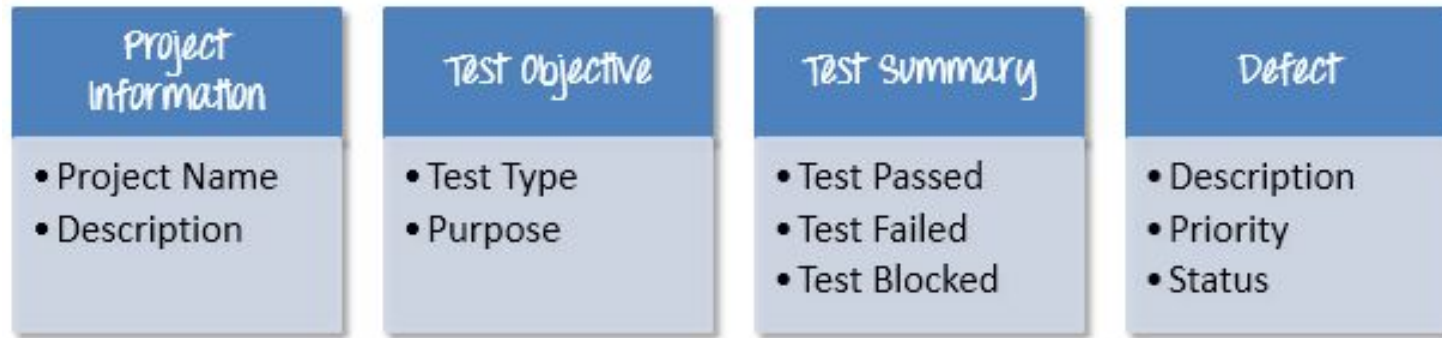 Project
Information
• Project Name
• Description
Test Objective
• Test Type
• Purpose
Test Summary
• Test Passed
• Test Failed
• Test Blocked
Defect
• Description
• Priority
• Status